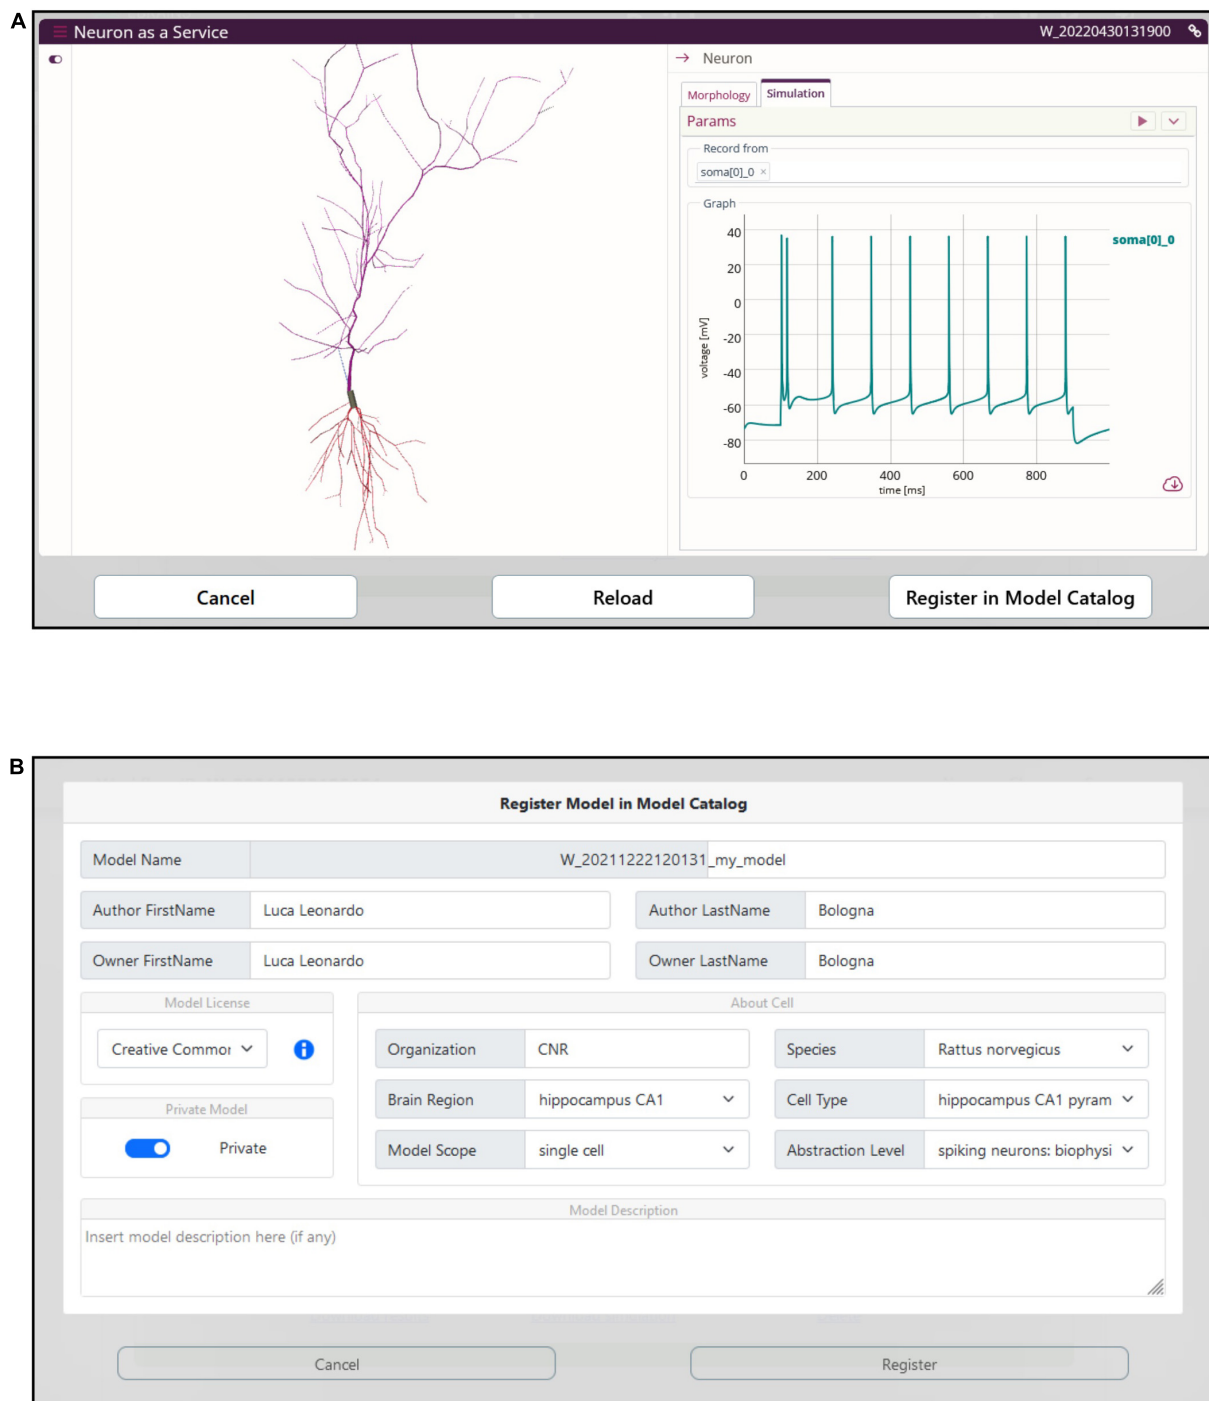 A
Neuron as a Service
W_20220430131900
Neuron
Morphology Simulation
Params
Record from
soma[0]_0 ×
Graph
soma[0]_0
40
20
0
-20
-40
-60
-80
voltage [mV]
0 200 400 600 800
time [ms]
Cancel Reload Register in Model Catalog
B
Register Model in Model Catalog
Model Name W_20211222120131_my_model
Author FirstName Luca Leonardo Author LastName Bologna
Owner FirstName Luca Leonardo Owner LastName Bologna
Model License About Cell
Creative Commor Organization CNR Species Rattus norvegicus
Private Model Brain Region hippocampus CA1 Cell Type hippocampus CA1 pyram
Private Model Scope single cell Abstraction Level spiking neurons: biophysi
Model Description
Insert model description here (if any)
Cancel Register